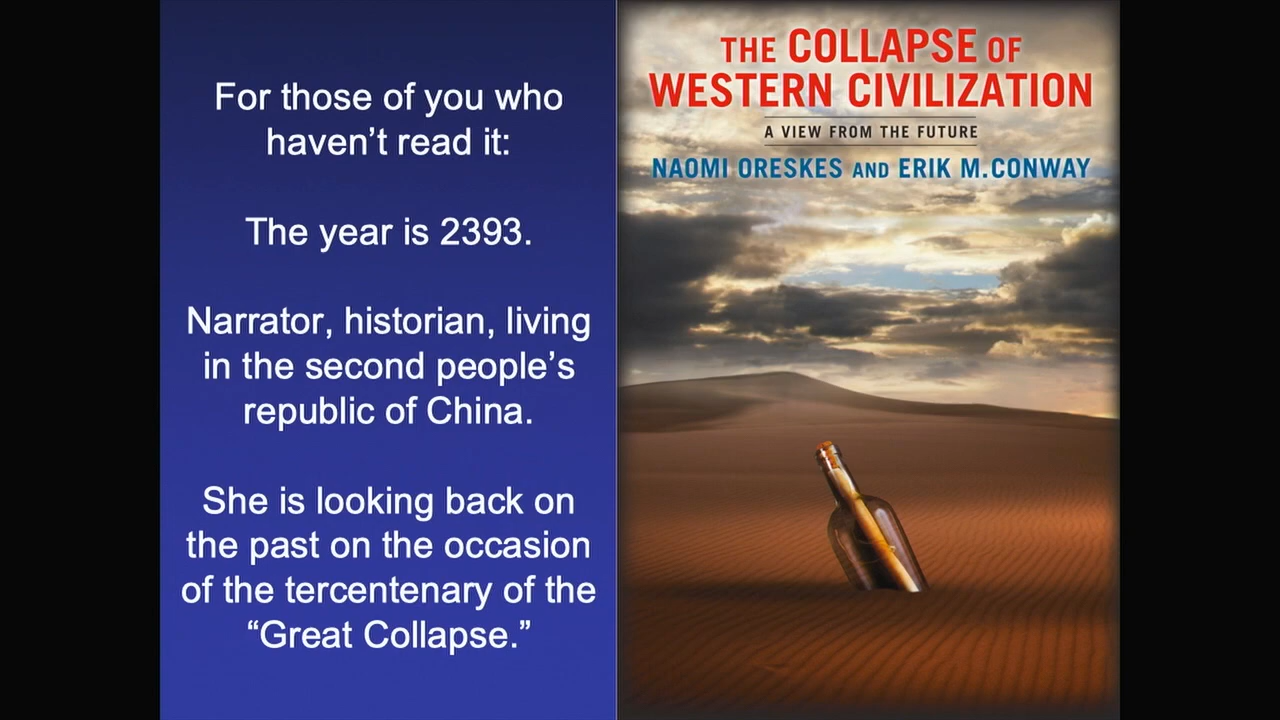 For those of you who
haven't read it:
The year is 2393.
Narrator, historian, living
in the second people's
republic of China.
She is looking back on
the past on the occasion
of the tercentenary of the
“Great Collapse.”
THE COLLAPSE OF
WESTERN CIVILIZATION
A VIEW FROM THE FUTURE
NAOMI ORESKES AND ERIK M.CONWAY